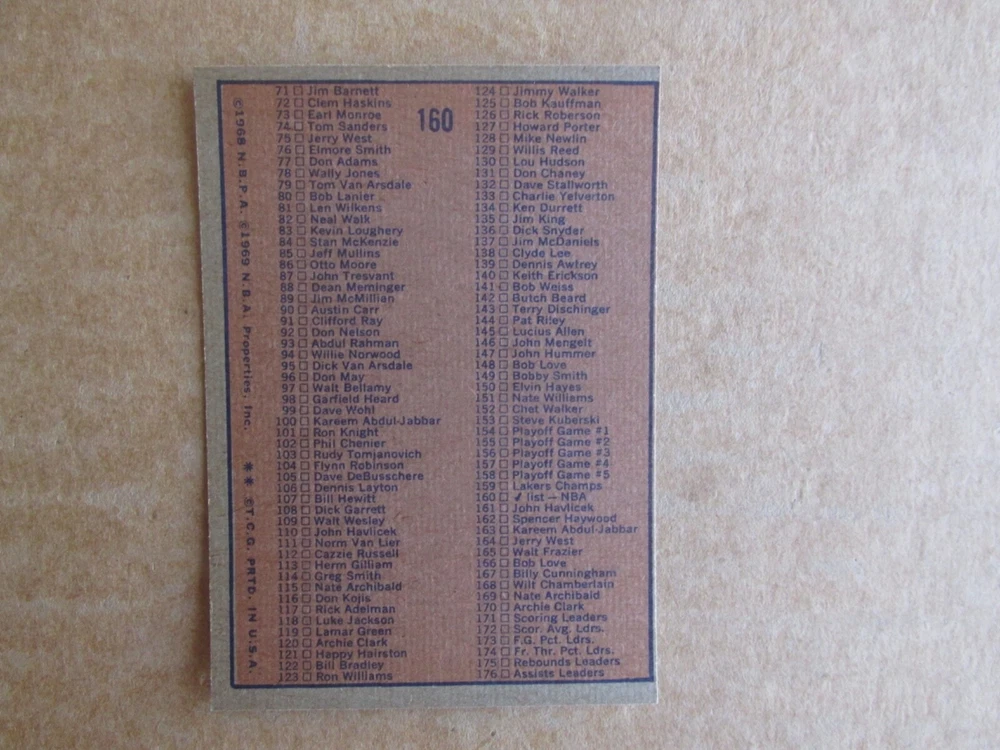 71 ☐ Jim Barnett
72 ☐ Clem Haskins
73 ☐ Earl Monroe
74 ☐ Tom Sanders
75 ☐ Jerry West
76 ☐ Elmore Smith
77 ☐ Don Adams
78 ☐ Wally Jones
79 ☐ Tom Van Arsdale
80 ☐ Bob Lanier
81 ☐ Len Wilkens
82 ☐ Neal Walk
83 ☐ Kevin Loughery
84 ☐ Stan McKenzie
85 ☐ Jeff Mullins
86 ☐ Otto Moore
87 ☐ John Tresvant
88 ☐ Dean Meminger
89 ☐ Jim McMillian
90 ☐ Austin Carr
91 ☐ Clifford Ray
92 ☐ Don Nelson
93 ☐ Abdul Rahman
94 ☐ Willie Norwood
95 ☐ Dick Van Arsdale
96 ☐ Don May
97 ☐ Walt Bellamy
98 ☐ Garfield Heard
99 ☐ Dave Wohl
100 ☐ Kareem Abdul-Jabbar
101 ☐ Ron Knight
102 ☐ Phil Chenier
103 ☐ Rudy Tomjanovich
104 ☐ Flynn Robinson
105 ☐ Dave DeBusschere
106 ☐ Dennis Layton
107 ☐ Bill Hewitt
108 ☐ Dick Garrett
109 ☐ Walt Wesley
110 ☐ John Havlicek
111 ☐ Norm Van Lier
112 ☐ Cazzie Russell
113 ☐ Herm Gilliam
114 ☐ Greg Smith
115 ☐ Nate Archibald
116 ☐ Don Kojis
117 ☐ Rick Adelman
118 ☐ Luke Jackson
119 ☐ Lamar Green
120 ☐ Archie Clark
121 ☐ Happy Hairston
122 ☐ Bill Bradley
123 ☐ Ron Williams
160
124 ☐ Jimmy Walker
125 ☐ Bob Kauffman
126 ☐ Rick Roberson
127 ☐ Howard Porter
128 ☐ Mike Newlin
129 ☐ Willis Reed
130 ☐ Lou Hudson
131 ☐ Don Chaney
132 ☐ Dave Stallworth
133 ☐ Charlie Yelverton
134 ☐ Ken Durrett
135 ☐ Jim King
136 ☐ Dick Snyder
137 ☐ Jim McDaniels
138 ☐ Clyde Lee
139 ☐ Dennis Awtrey
140 ☐ Keith Erickson
141 ☐ Bob Weiss
142 ☐ Butch Beard
143 ☐ Terry Dischinger
144 ☐ Pat Riley
145 ☐ Lucius Allen
146 ☐ John Mengelt
147 ☐ John Hummer
148 ☐ Bob Love
149 ☐ Bobby Smith
150 ☐ Elvin Hayes
151 ☐ Nate Williams
152 ☐ Chet Walker
153 ☐ Steve Kuberski
154 ☐ Playoff Game #1
155 ☐ Playoff Game #2
156 ☐ Playoff Game #3
157 ☐ Playoff Game #4
158 ☐ Playoff Game #5
159 ☐ Lakers Champs
160 ☐ ✓ list — NBA
161 ☐ John Havlicek
162 ☐ Spencer Haywood
163 ☐ Kareem Abdul-Jabbar
164 ☐ Jerry West
165 ☐ Walt Frazier
166 ☐ Bob Love
167 ☐ Billy Cunningham
168 ☐ Wilt Chamberlain
169 ☐ Nate Archibald
170 ☐ Archie Clark
171 ☐ Scoring Leaders
172 ☐ Scor. Avg. Ldrs.
173 ☐ F.G. Pct. Ldrs.
174 ☐ Fr. Thr. Pct. Ldrs.
175 ☐ Rebounds Leaders
176 ☐ Assists Leaders
©1968 N.B.P.A. ©1969 N.B.A. Properties, Inc. ** ©T.C.G. PRTD. IN U.S.A